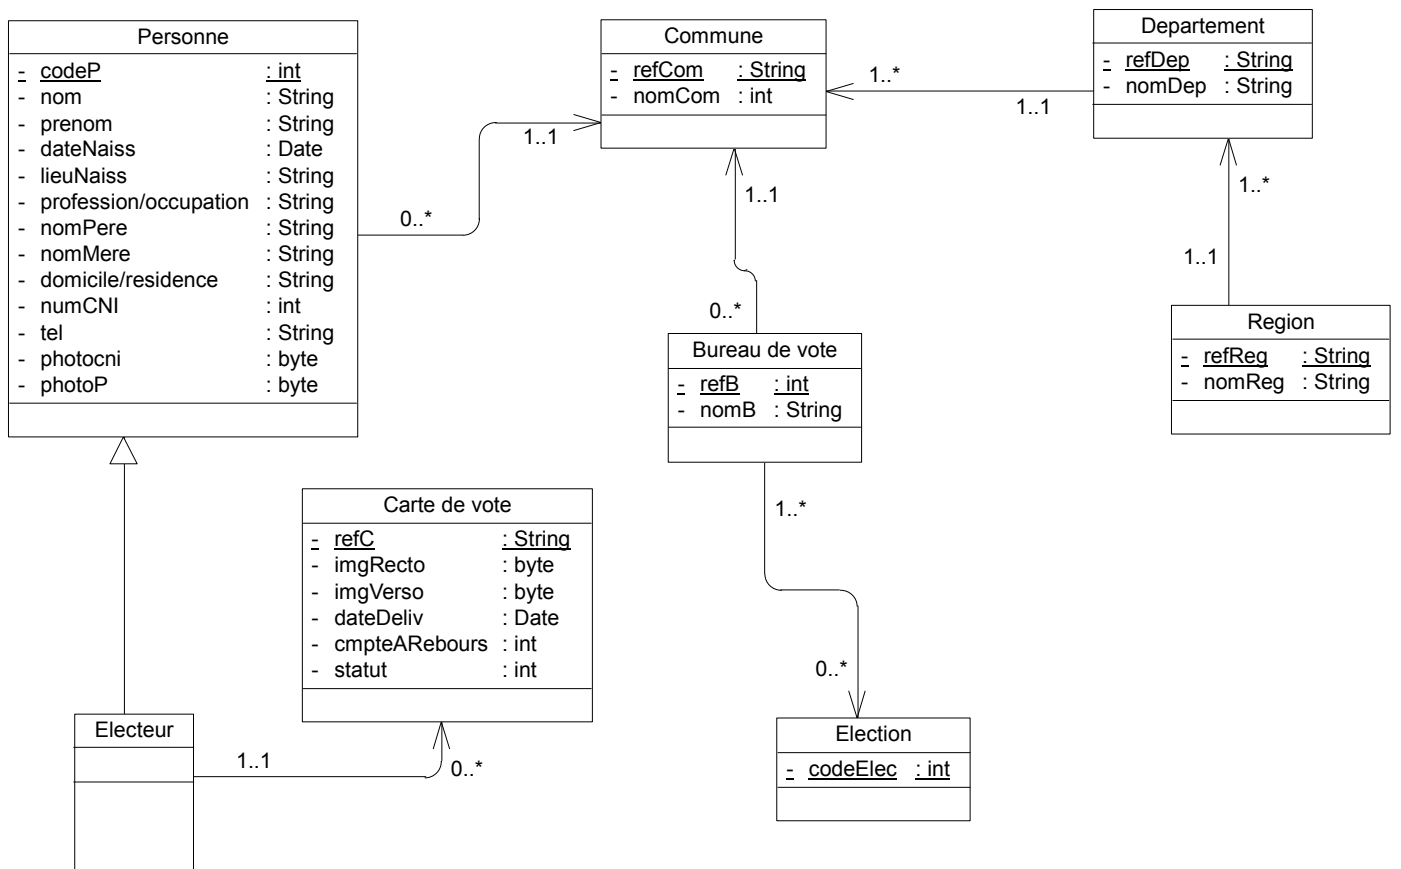 Personne
- codeP : int
- nom : String
- prenom : String
- dateNaiss : Date
- lieuNaiss : String
- profession/occupation : String
- nomPere : String
- nomMere : String
- domicile/residence : String
- numCNI : int
- tel : String
- photocni : byte
- photoP : byte
0..*
1..1
Commune
- refCom : String
- nomCom : int
1..*
1..1
Departement
- refDep : String
- nomDep : String
1..*
1..1
Region
- refReg : String
- nomReg : String
1..1
0..*
Bureau de vote
- refB : int
- nomB : String
1..*
0..*
Election
- codeElec : int
Carte de vote
- refC : String
- imgRecto : byte
- imgVerso : byte
- dateDeliv : Date
- cmpteARebours : int
- statut : int
Electeur
1..1
0..*